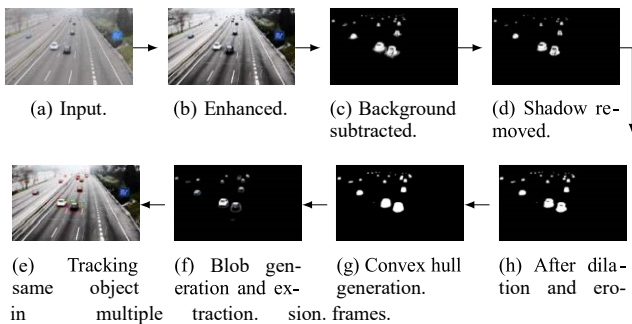 (a) Input.
(b) Enhanced.
(c) Background
subtracted.
(d) Shadow re-
moved.
(e) Tracking
same object
in multiple
(f) Blob gen-
eration and ex-
traction.
(g) Convex hull
generation.
(h) After dila-
tion and ero-
sion. frames.